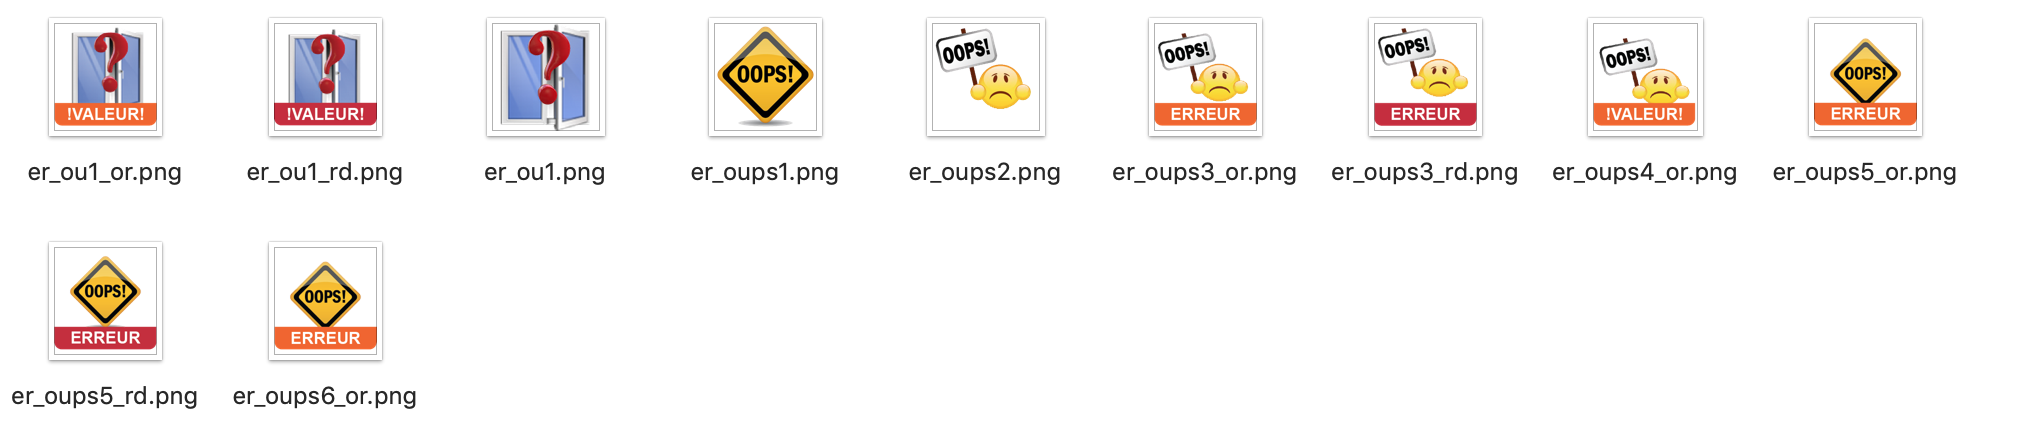 !VALEUR!
!VALEUR!
OOPS!
OOPS!
OOPS!
ERREUR
OOPS!
ERREUR
OOPS!
!VALEUR!
OOPS!
ERREUR
er_ou1_or.png
er_ou1_rd.png
er_ou1.png
er_oups1.png
er_oups2.png
er_oups3_or.png
er_oups3_rd.png
er_oups4_or.png
er_oups5_or.png
OOPS!
ERREUR
OOPS!
ERREUR
er_oups5_rd.png
er_oups6_or.png